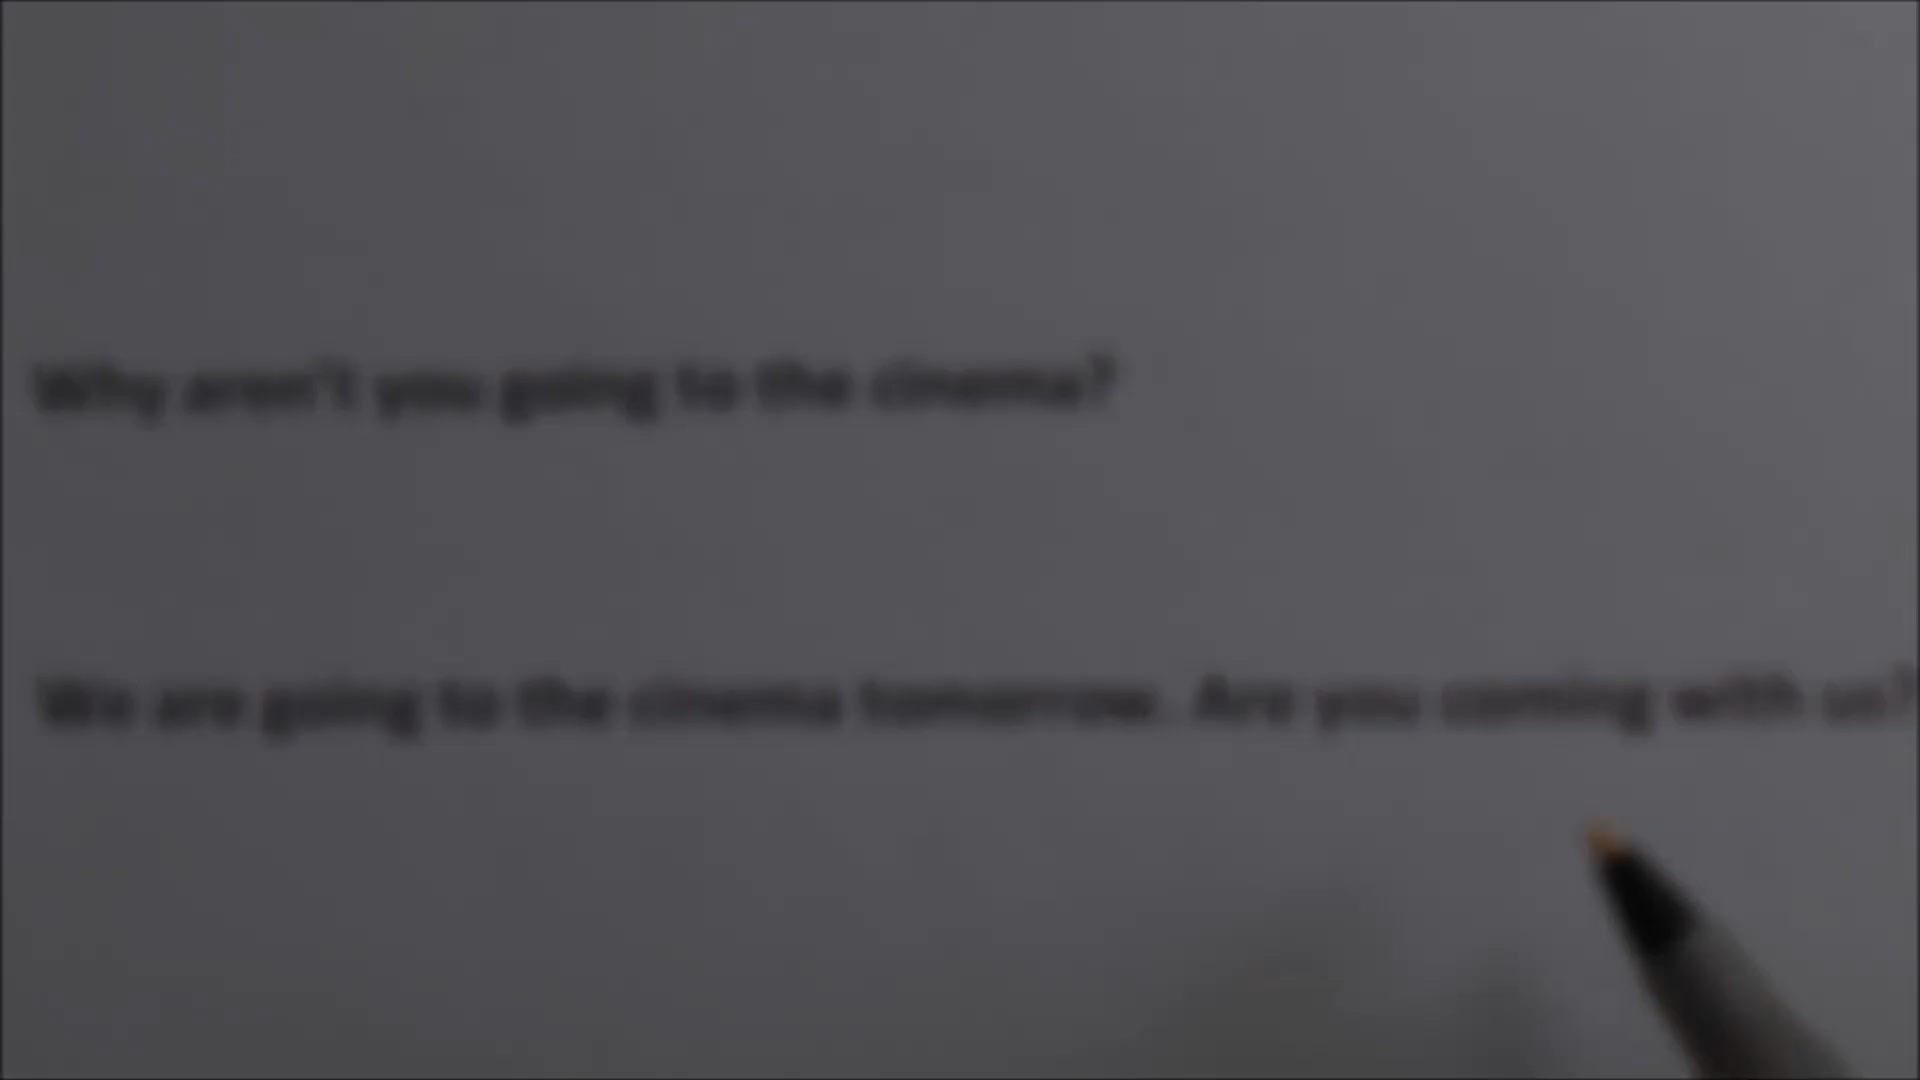 Why aren't you going to the cinema?
We are going to the cinema tomorrow. Are you coming with us?